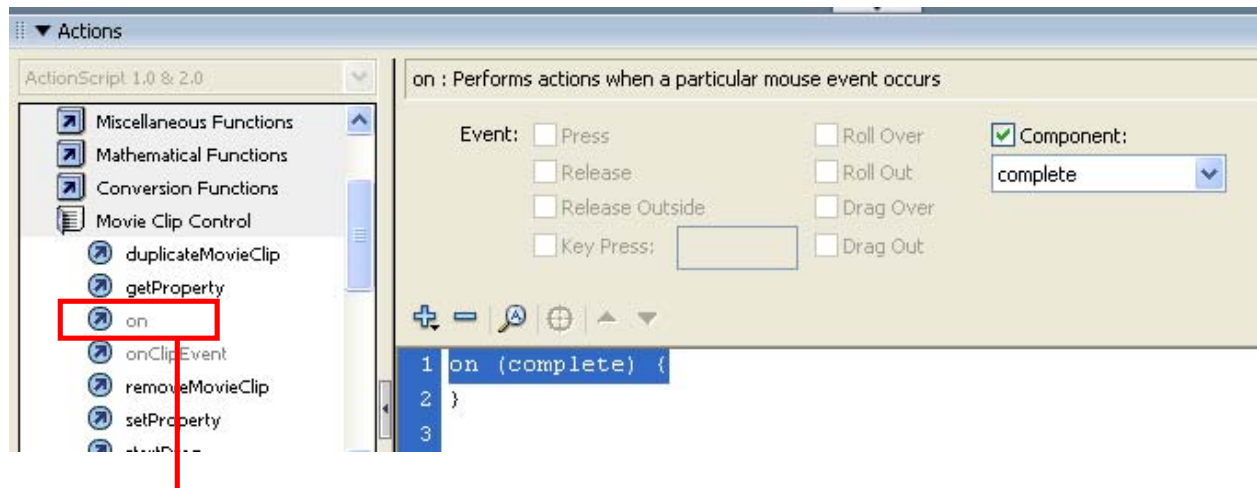 Actions
ActionScript 1.0 & 2.0
Miscellaneous Functions
Mathematical Functions
Conversion Functions
Movie Clip Control
duplicateMovieClip
getProperty
on
onClipEvent
removeMovieClip
setProperty
on : Performs actions when a particular mouse event occurs
Event: Press Roll Over Component:
Release Roll Out complete
Release Outside Drag Over
Key Press: Drag Out
1 on (complete) {
2 }
3